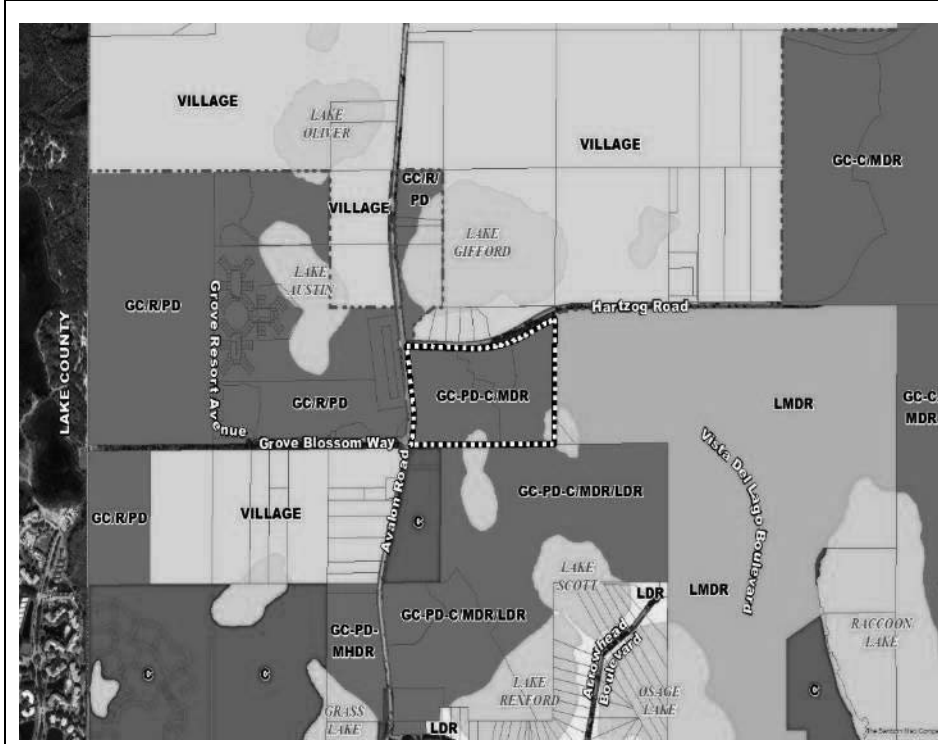 VILLAGE
LAKE
OLIVER
VILLAGE
GC-C/MDR
GC/R/
PD
VILLAGE
LAKE
GIFFORD
LAKE
AUSTIN
GC/R/PD
Grove Resort Avenue
LAKE COUNTY
Hartzog Road
GC-PD-C/MDR
LMDR
GC-C
MDR
GC/R/PD
Grove Blossom Way
Vista Del Lago Boulevard
Avalon Road
GC-PD-C/MDR/LDR
GC/R/PD
VILLAGE
C
LAKE
SCOTT
LDR
LMDR
GC-PD-
MHDR
GC-PD-C/MDR/LDR
RACCOON
LAKE
Arrowhead
Boulevard
C
C
LAKE
REXFORD
OSAGE
LAKE
C
GRASS
LAKE
LDR